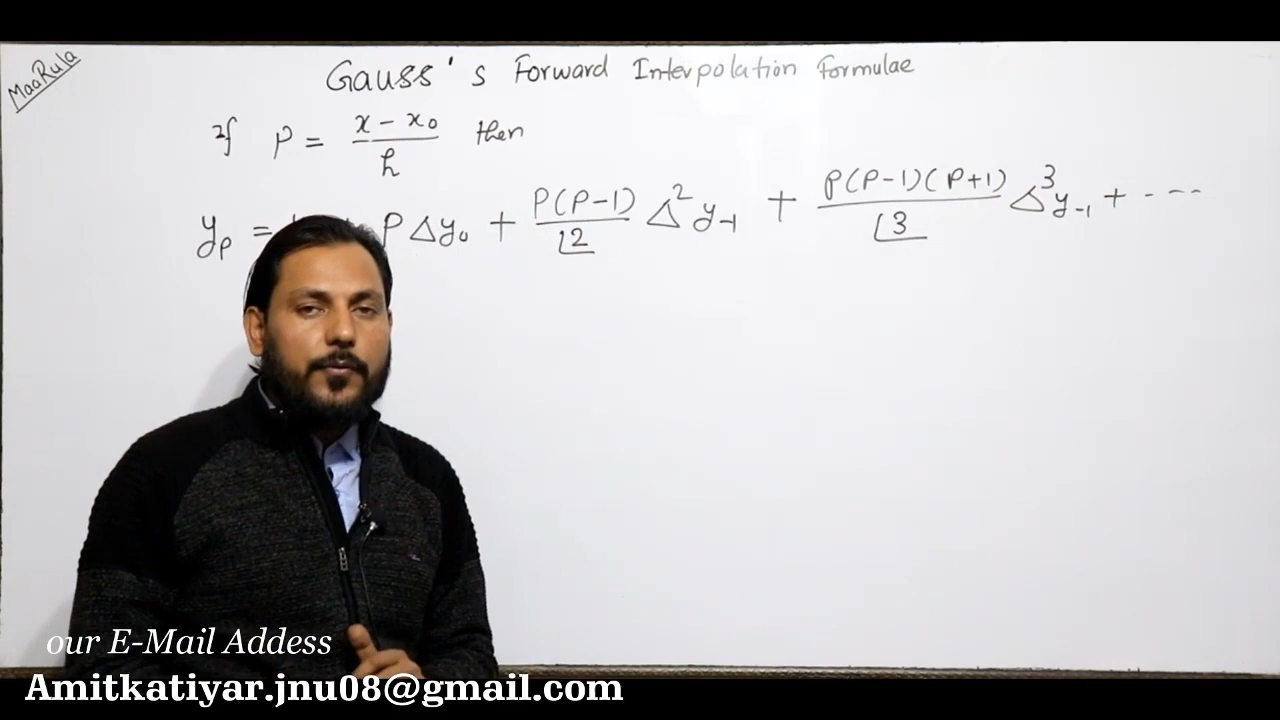 MaaRula
Gauss's Forward Interpolation Formulae
If P = (x - x₀)/h then
y_P = P Δy₀ + P(P-1)/⌊2 Δ²y₋₁ + P(P-1)(P+1)/⌊3 Δ³y₋₁ + ----
our E-Mail Addess
Amitkatiyar.jnu08@gmail.com